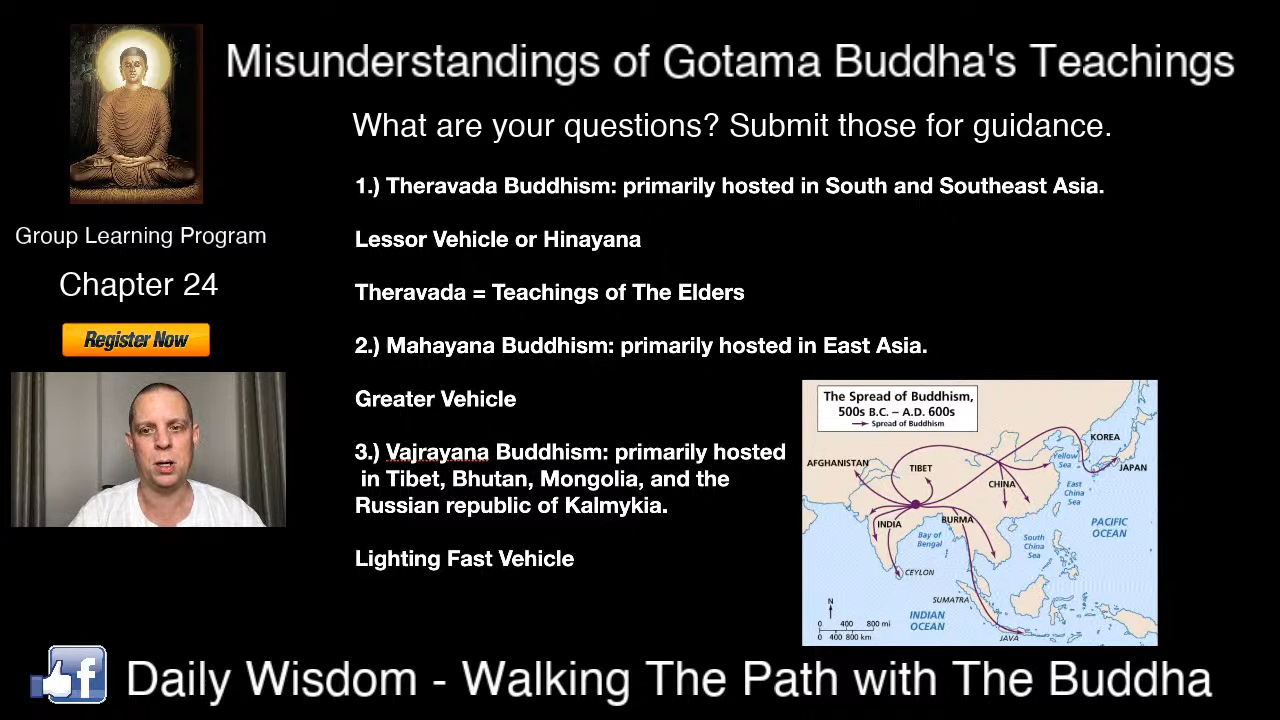 Misunderstandings of Gotama Buddha's Teachings
What are your questions? Submit those for guidance.
Group Learning Program
Chapter 24
Register Now
1.) Theravada Buddhism: primarily hosted in South and Southeast Asia.
Lessor Vehicle or Hinayana
Theravada = Teachings of The Elders
2.) Mahayana Buddhism: primarily hosted in East Asia.
Greater Vehicle
3.) Vajrayana Buddhism: primarily hosted
in Tibet, Bhutan, Mongolia, and the
Russian republic of Kalmykia.
Lighting Fast Vehicle
The Spread of Buddhism,
500s B.C. – A.D. 600s
Spread of Buddhism
KOREA
Yellow
Sea
JAPAN
AFGHANISTAN
TIBET
CHINA
East
China
Sea
INDIA
BURMA
PACIFIC
OCEAN
Bay of
Bengal
South
China
Sea
CEYLON
SUMATRA
N
INDIAN
OCEAN
0 400 800 mi
0 400 800 km
JAVA
f
Daily Wisdom - Walking The Path with The Buddha